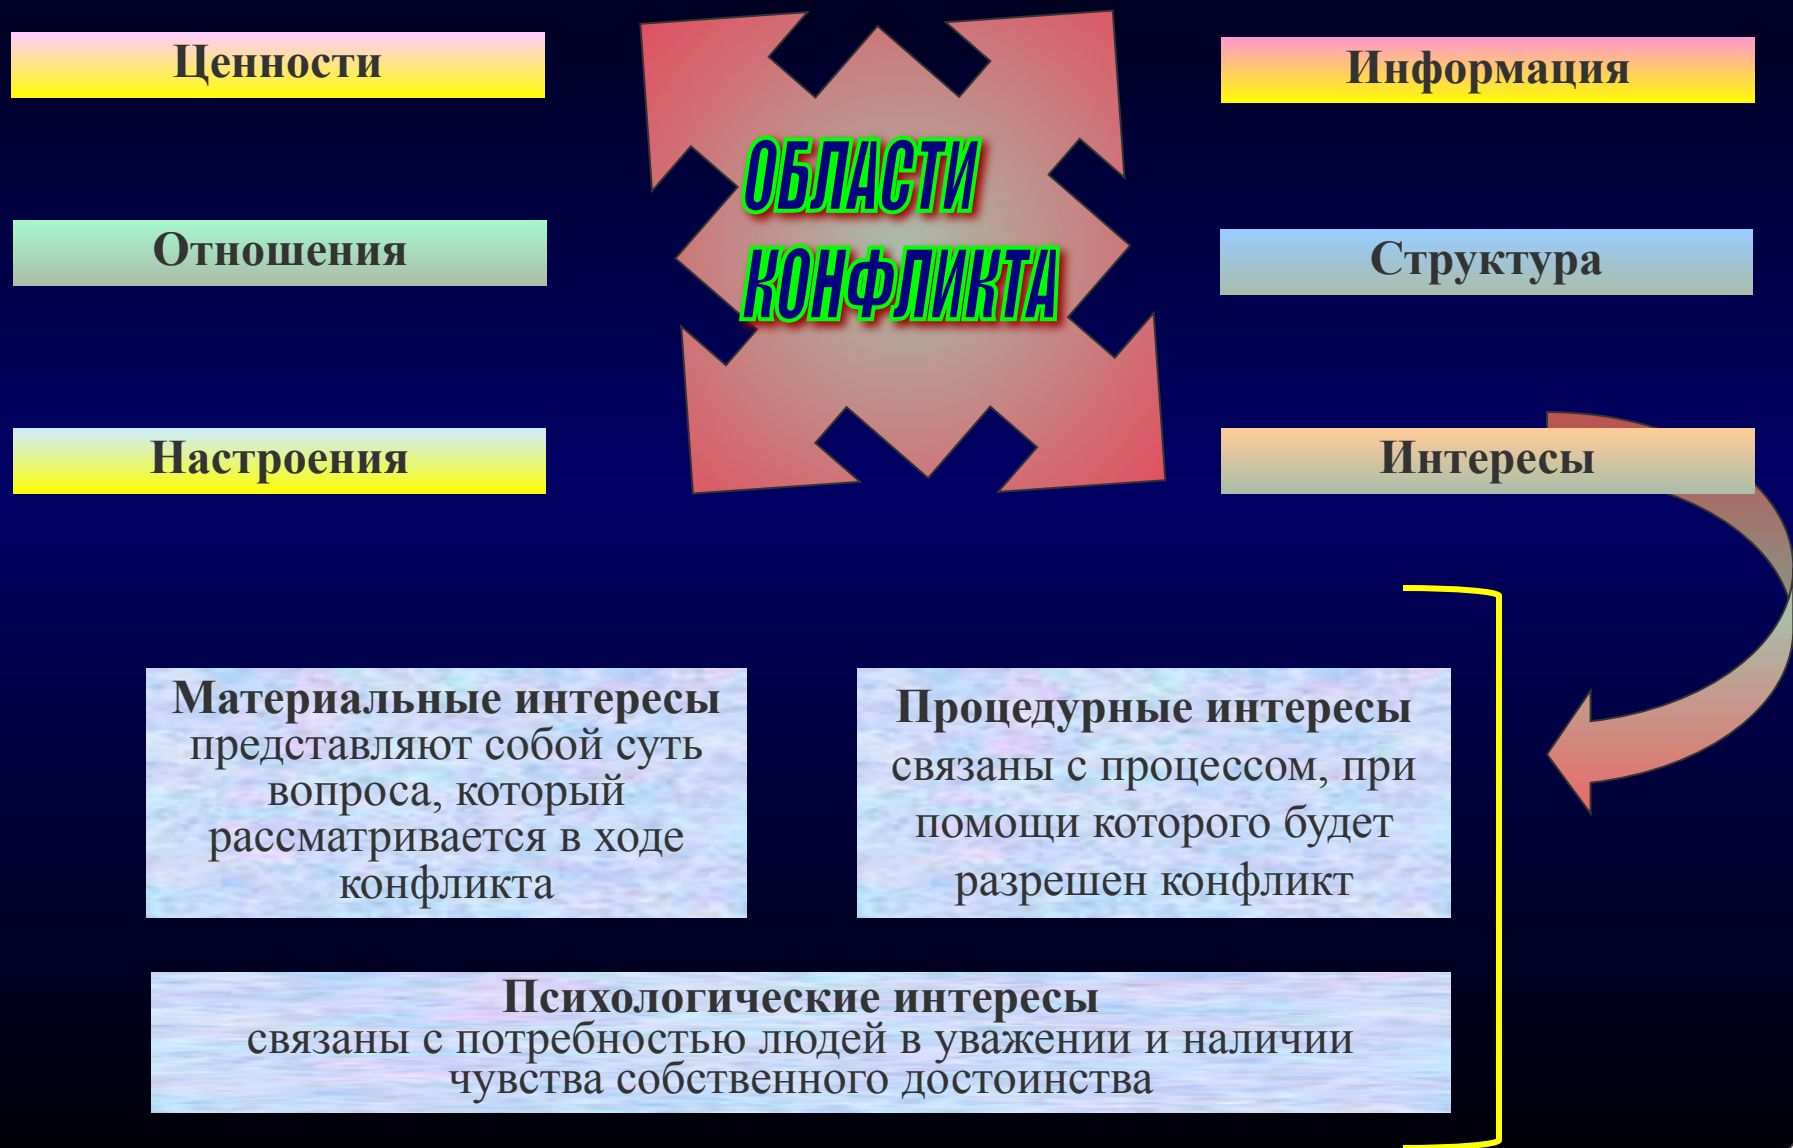 Ценности
Информация
ОБЛАСТИ
КОНФЛИКТА
Отношения
Структура
Настроения
Интересы
Материальные интересы
представляют собой суть
вопроса, который
рассматривается в ходе
конфликта
Процедурные интересы
связаны с процессом, при
помощи которого будет
разрешен конфликт
Психологические интересы
связаны с потребностью людей в уважении и наличии
чувства собственного достоинства